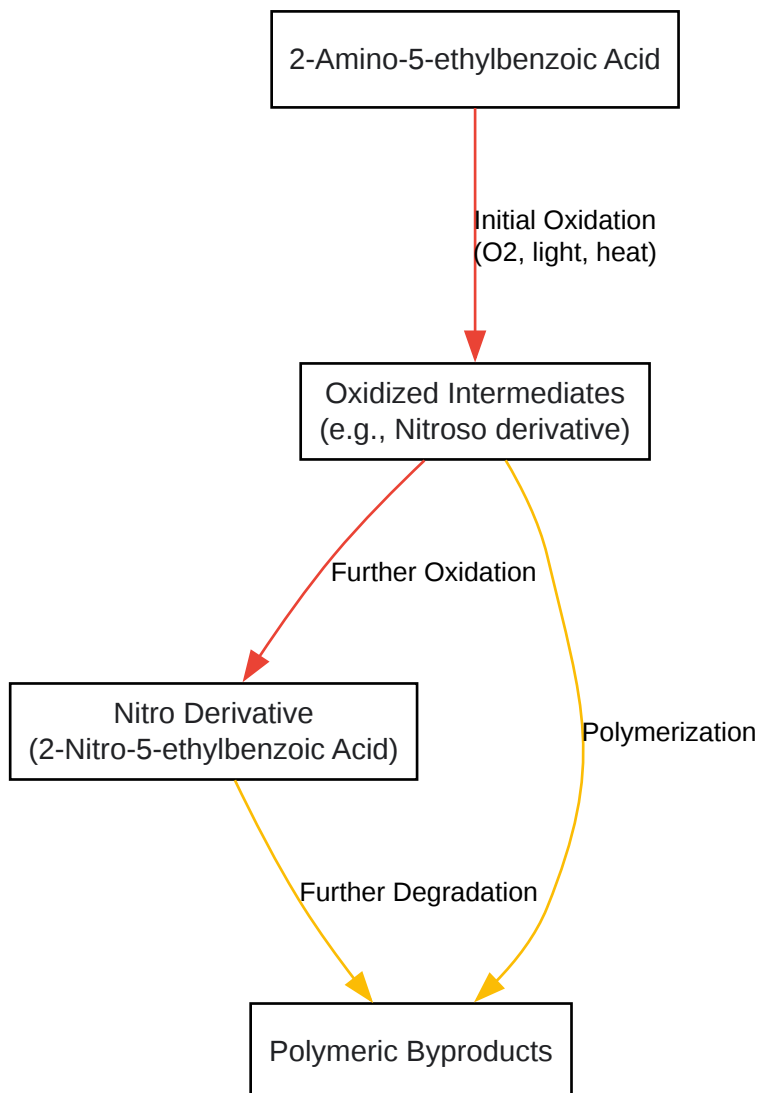 2-Amino-5-ethylbenzoic Acid
Initial Oxidation
(O2, light, heat)
Oxidized Intermediates
(e.g., Nitroso derivative)
Further Oxidation
Nitro Derivative
(2-Nitro-5-ethylbenzoic Acid)
Polymerization
Further Degradation
Polymeric Byproducts